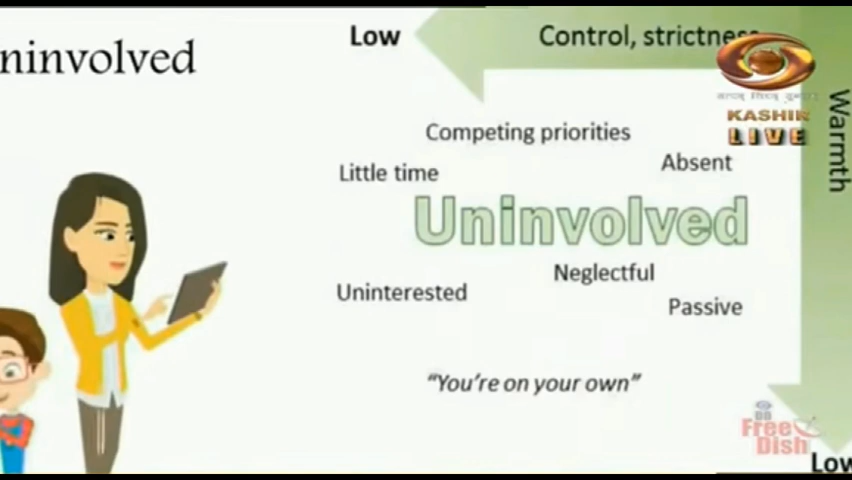 ninvolved
Low
Control, strictness
KASHIR
LIVE
Warmth
Competing priorities
Absent
Little time
Uninvolved
Neglectful
Uninterested
Passive
“You’re on your own”
DD
Free
Dish
Low